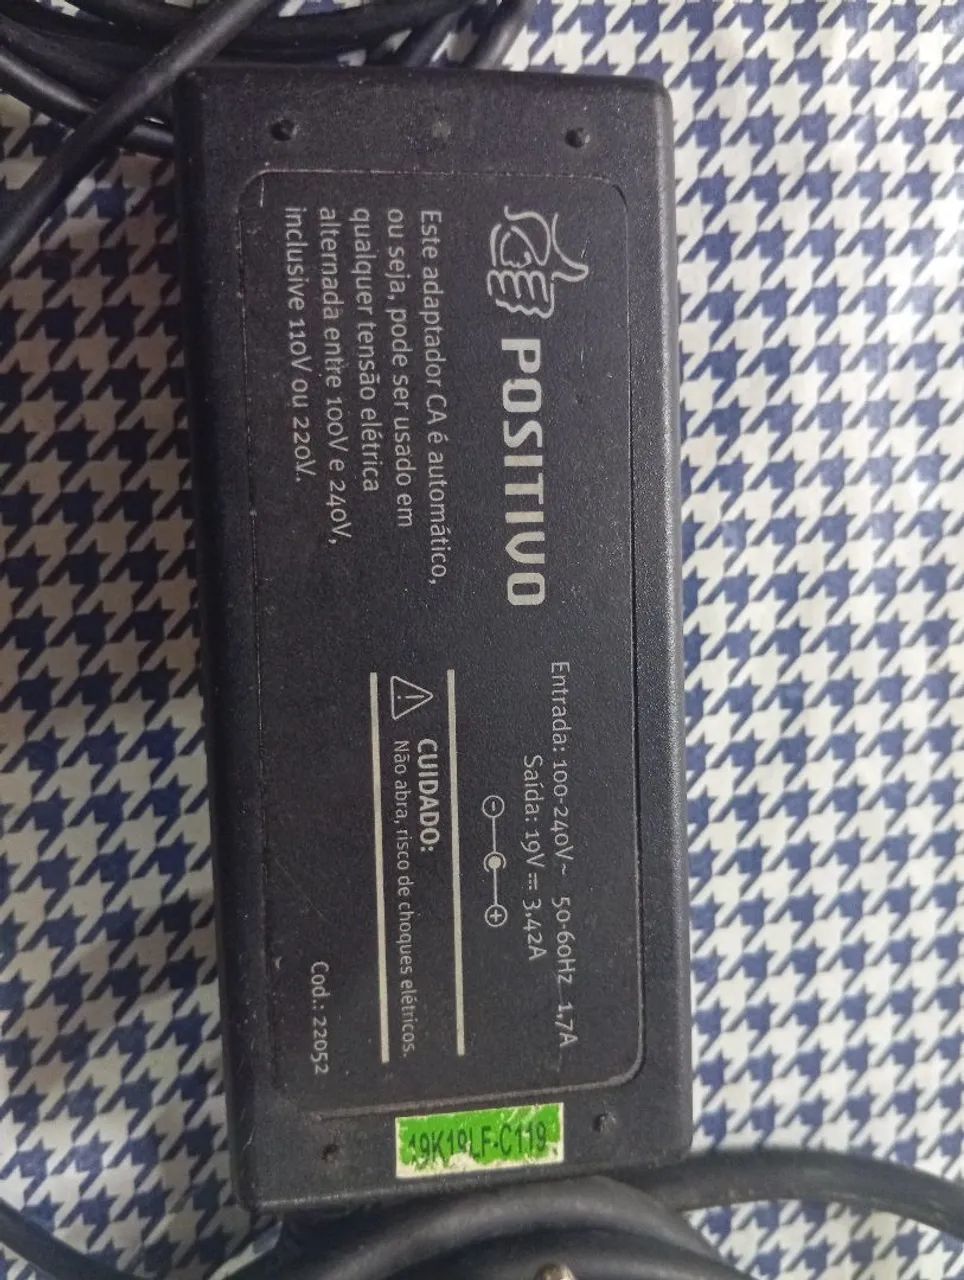 POSITIVO
Este adaptador CA é automático,
ou seja, pode ser usado em
qualquer tensão elétrica
alternada entre 100V e 240V,
inclusive 110V ou 220V.
Entrada: 100-240V~ 50-60Hz 1,7A
Saída: 19V⎓3,42A
CUIDADO:
Não abra, risco de choques elétricos.
Cod.: 22052